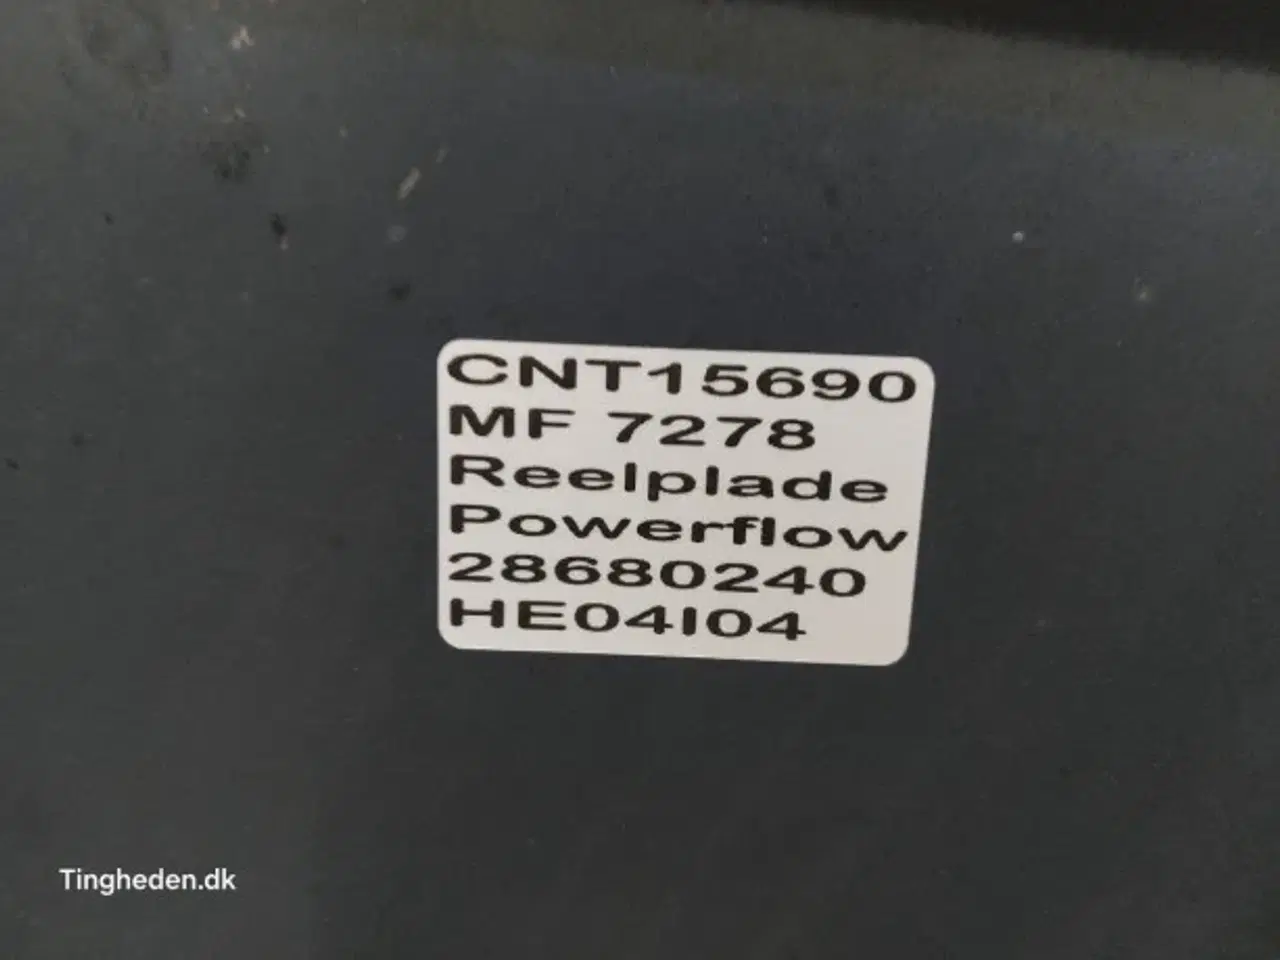 CNT15690
MF 7278
Reelplade
Powerflow
28680240
HE04I04
Tingheden.dk